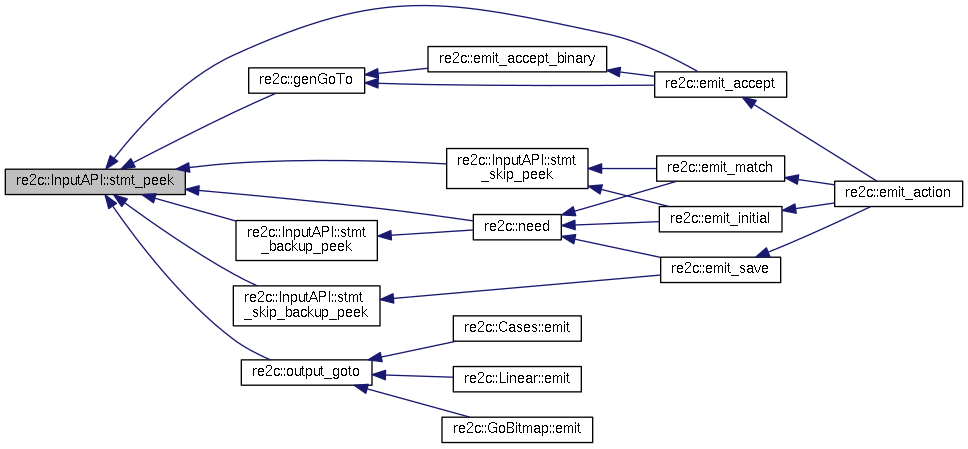 re2c::emit_accept_binary
re2c::genGoTo
re2c::emit_accept
re2c::InputAPI::stmt
_skip_peek
re2c::emit_match
re2c::InputAPI::stmt_peek
re2c::emit_action
re2c::need
re2c::emit_initial
re2c::InputAPI::stmt
_backup_peek
re2c::emit_save
re2c::InputAPI::stmt
_skip_backup_peek
re2c::Cases::emit
re2c::output_goto
re2c::Linear::emit
re2c::GoBitmap::emit